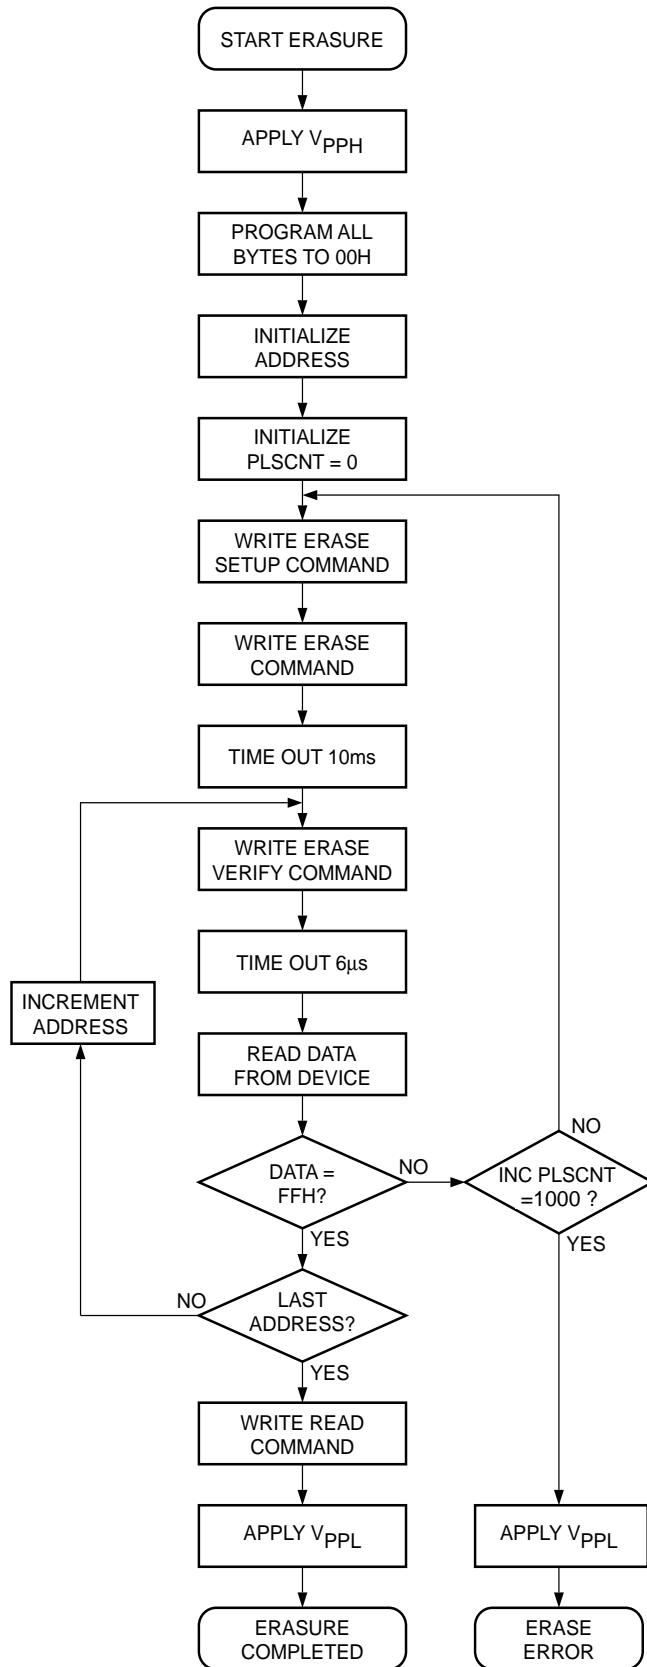 START ERASURE
APPLY VPPH
PROGRAM ALL
BYTES TO 00H
INITIALIZE
ADDRESS
INITIALIZE
PLSCNT = 0
WRITE ERASE
SETUP COMMAND
WRITE ERASE
COMMAND
TIME OUT 10ms
WRITE ERASE
VERIFY COMMAND
TIME OUT 6µs
INCREMENT
ADDRESS
READ DATA
FROM DEVICE
DATA =
FFH?
NO
YES
INC PLSCNT
=1000 ?
NO
YES
LAST
ADDRESS?
NO
YES
WRITE READ
COMMAND
APPLY VPPL
APPLY VPPL
ERASURE
COMPLETED
ERASE
ERROR